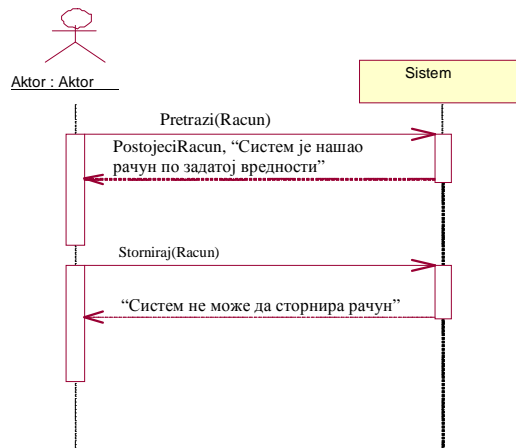 Aktor : Aktor
Sistem
Pretrazi(Racun)
PostojeciRacun, “Систем је нашао
рачун по задатој вредности”
Storniraj(Racun)
“Систем не може да сторнира рачун”